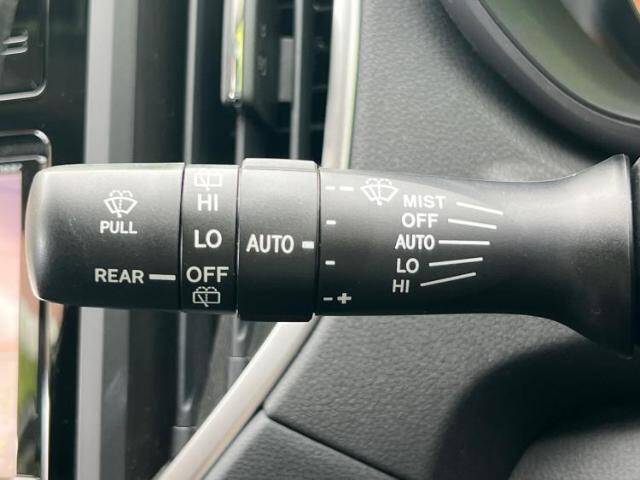 PULL
REAR
HI
LO
OFF
AUTO
- -
- +
MIST
OFF
AUTO
LO
HI